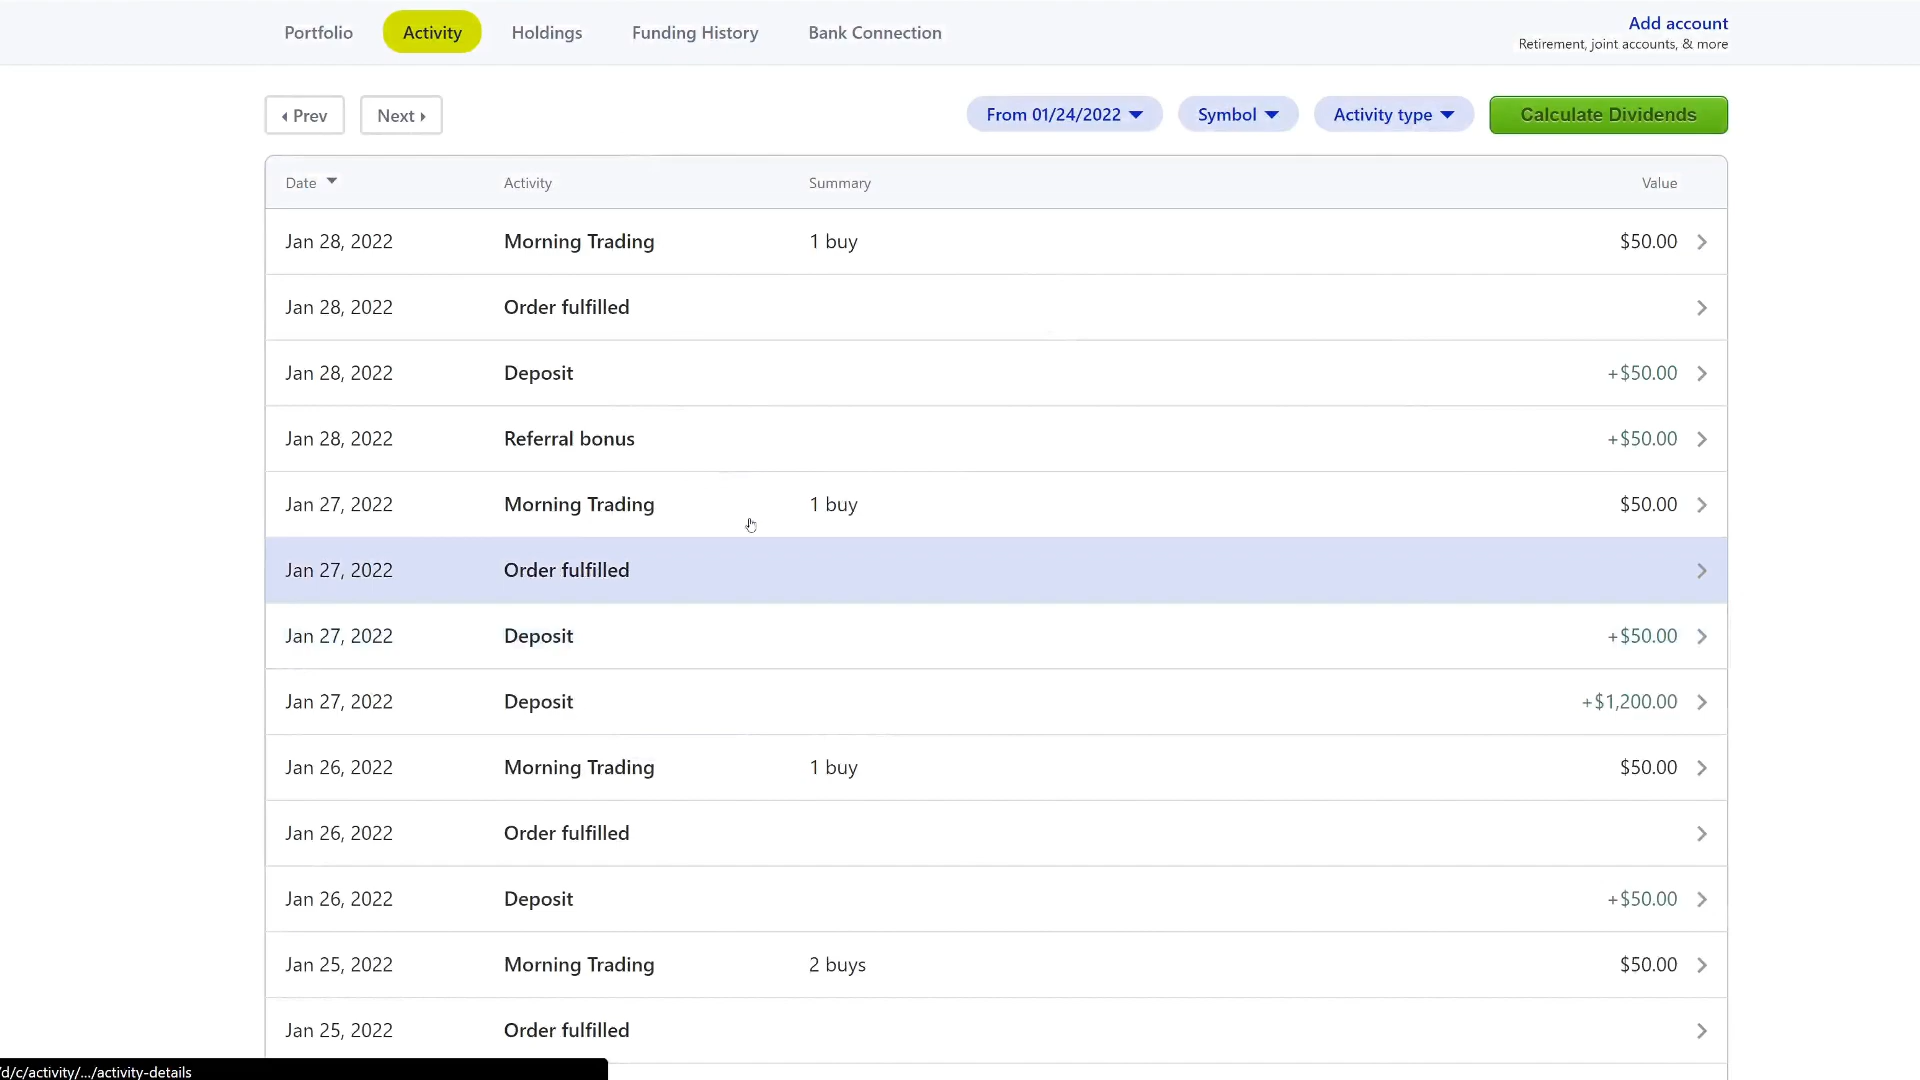 Portfolio Activity Holdings Funding History Bank Connection Add account
Retirement, joint accounts, & more
Prev Next From 01/24/2022 Symbol Activity type Calculate Dividends
Date Activity Summary Value
Jan 28, 2022 Morning Trading 1 buy $50.00
Jan 28, 2022 Order fulfilled
Jan 28, 2022 Deposit +$50.00
Jan 28, 2022 Referral bonus +$50.00
Jan 27, 2022 Morning Trading 1 buy $50.00
Jan 27, 2022 Order fulfilled
Jan 27, 2022 Deposit +$50.00
Jan 27, 2022 Deposit +$1,200.00
Jan 26, 2022 Morning Trading 1 buy $50.00
Jan 26, 2022 Order fulfilled
Jan 26, 2022 Deposit +$50.00
Jan 25, 2022 Morning Trading 2 buys $50.00
Jan 25, 2022 Order fulfilled
/d/c/activity/.../activity-details